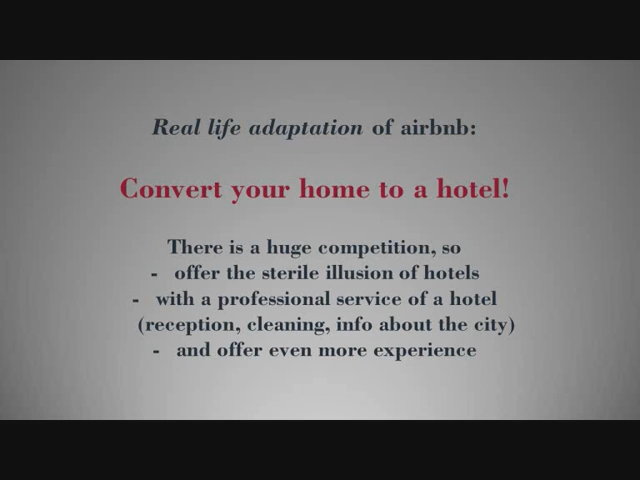 Real life adaptation of airbnb:
Convert your home to a hotel!
There is a huge competition, so
- offer the sterile illusion of hotels
- with a professional service of a hotel
(reception, cleaning, info about the city)
- and offer even more experience